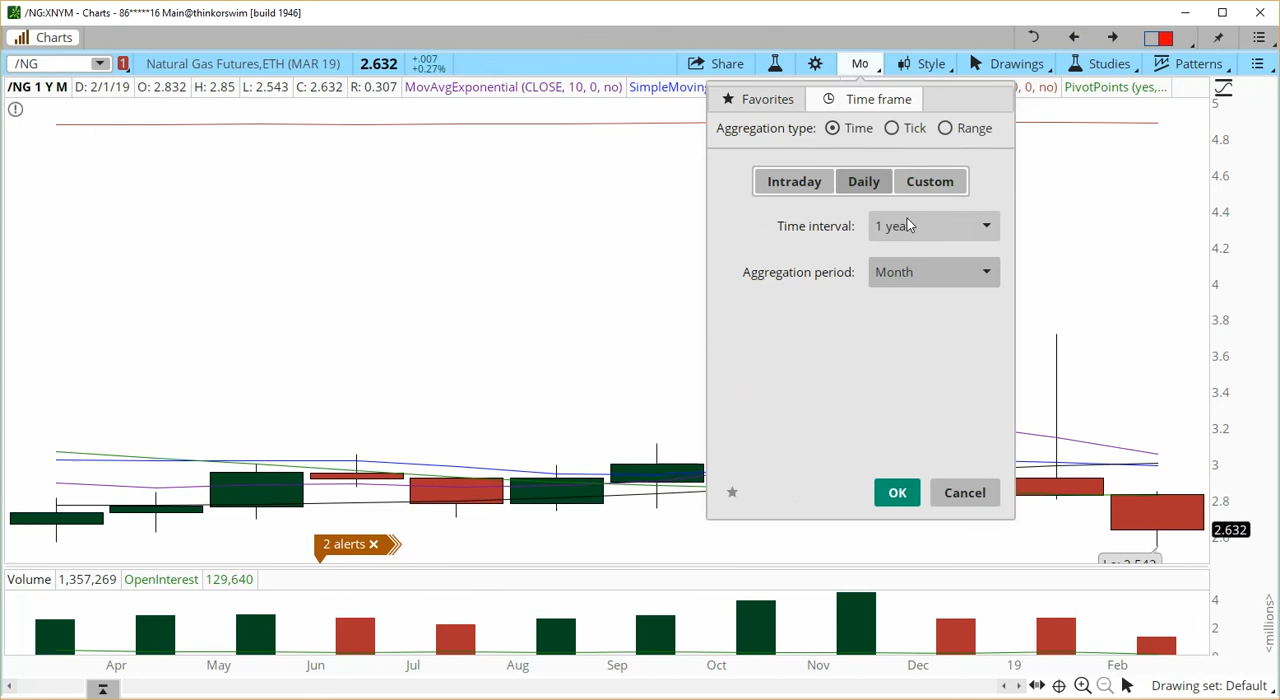 /NG:XNYM - Charts - 86*****16 Main@thinkorswim [build 1946]
Charts
/NG 1 Natural Gas Futures,ETH (MAR 19) 2.632 +.007 +0.27% Share Mo Style Drawings Studies Patterns
/NG 1 Y M D: 2/1/19 O: 2.832 H: 2.85 L: 2.543 C: 2.632 R: 0.307 MovAvgExponential (CLOSE, 10, 0, no) SimpleMoving 0, no) PivotPoints (yes,...
Favorites Time frame
Aggregation type: Time Tick Range
Intraday Daily Custom
Time interval: 1 year
Aggregation period: Month
OK Cancel
5
4.8
4.6
4.4
4.2
4
3.8
3.6
3.4
3.2
3
2.8
2.632
2 alerts
Volume 1,357,269 OpenInterest 129,640
4
2
0
<millions>
Apr May Jun Jul Aug Sep Oct Nov Dec 19 Feb
Drawing set: Default